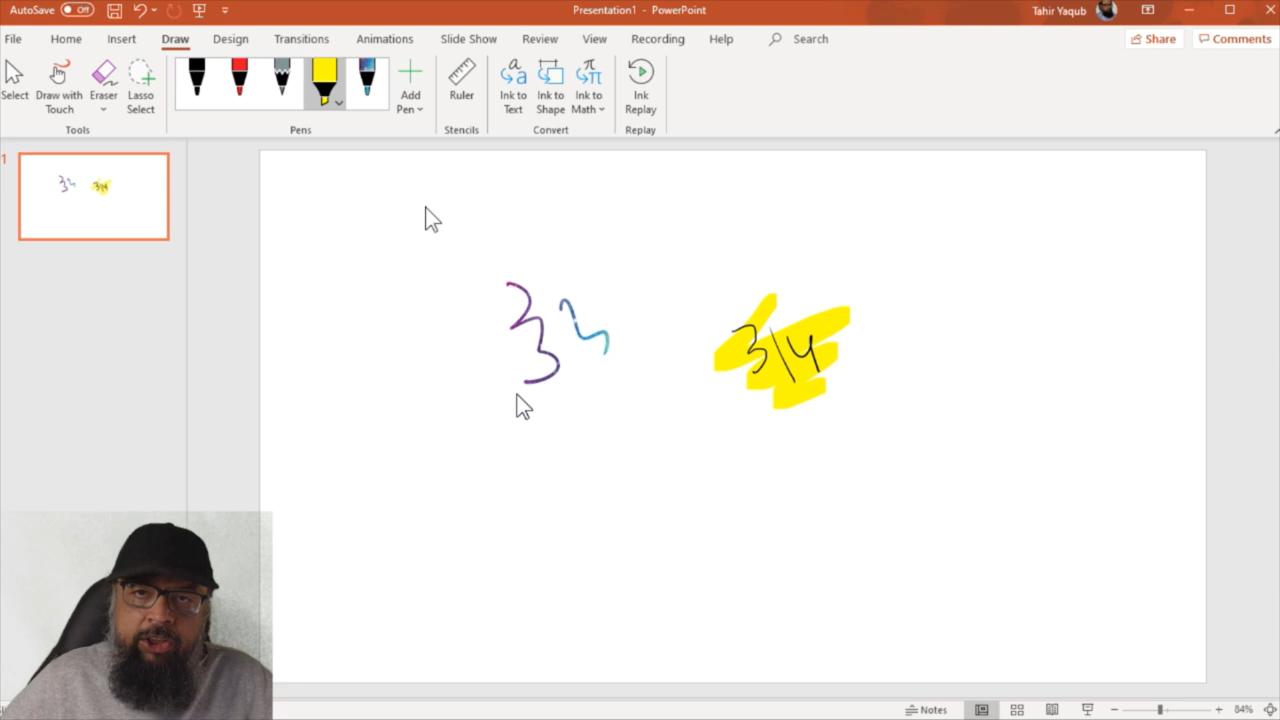 AutoSave Off
Presentation1 - PowerPoint
Tahir Yaqub
File Home Insert Draw Design Transitions Animations Slide Show Review View Recording Help Search Share Comments
Select
Draw with Touch
Eraser
Lasso Select
Add Pen
Ruler
Ink to Text
Ink to Shape
Ink to Math
Ink Replay
Tools Pens Stencils Convert Replay
1
3
3|4
Notes 84%